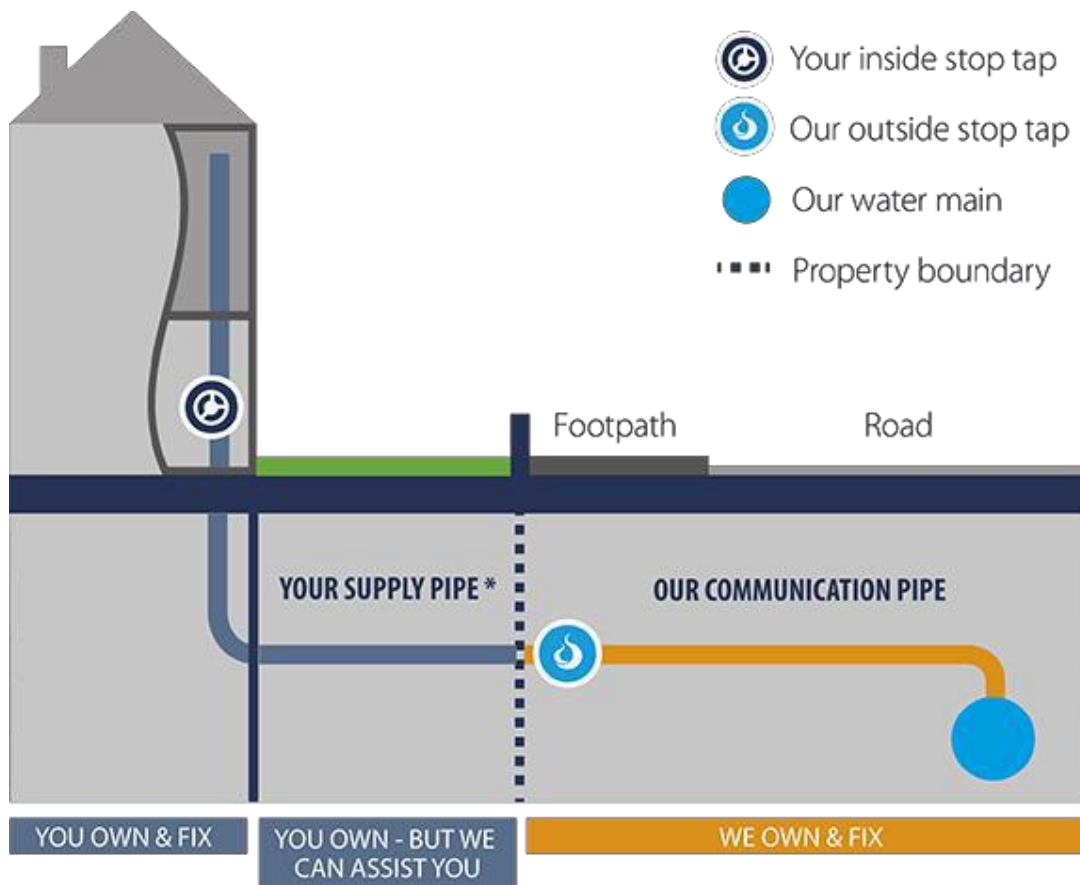 Your inside stop tap
Our outside stop tap
Our water main
Property boundary
Footpath
Road
YOUR SUPPLY PIPE *
OUR COMMUNICATION PIPE
YOU OWN & FIX
YOU OWN - BUT WE
CAN ASSIST YOU
WE OWN & FIX